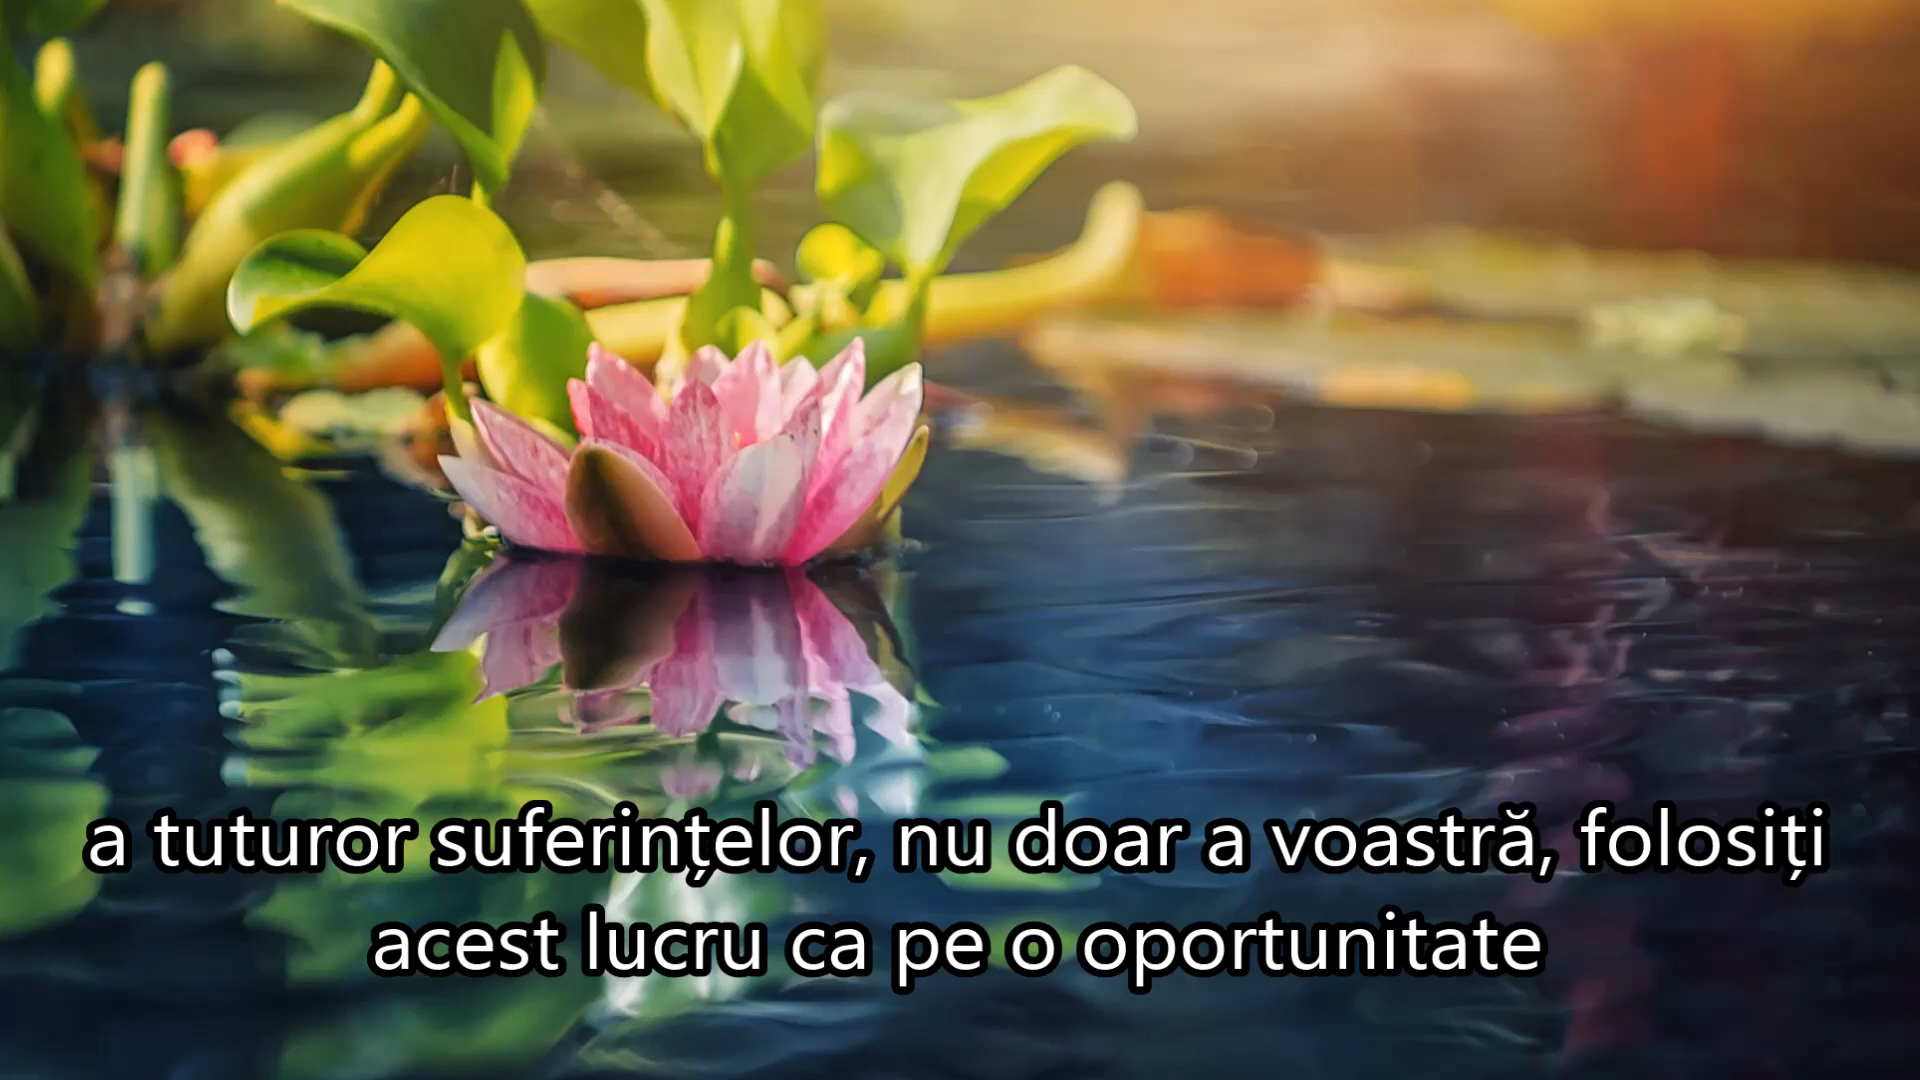 a tuturor suferințelor, nu doar a voastră, folosiți
acest lucru ca pe o oportunitate